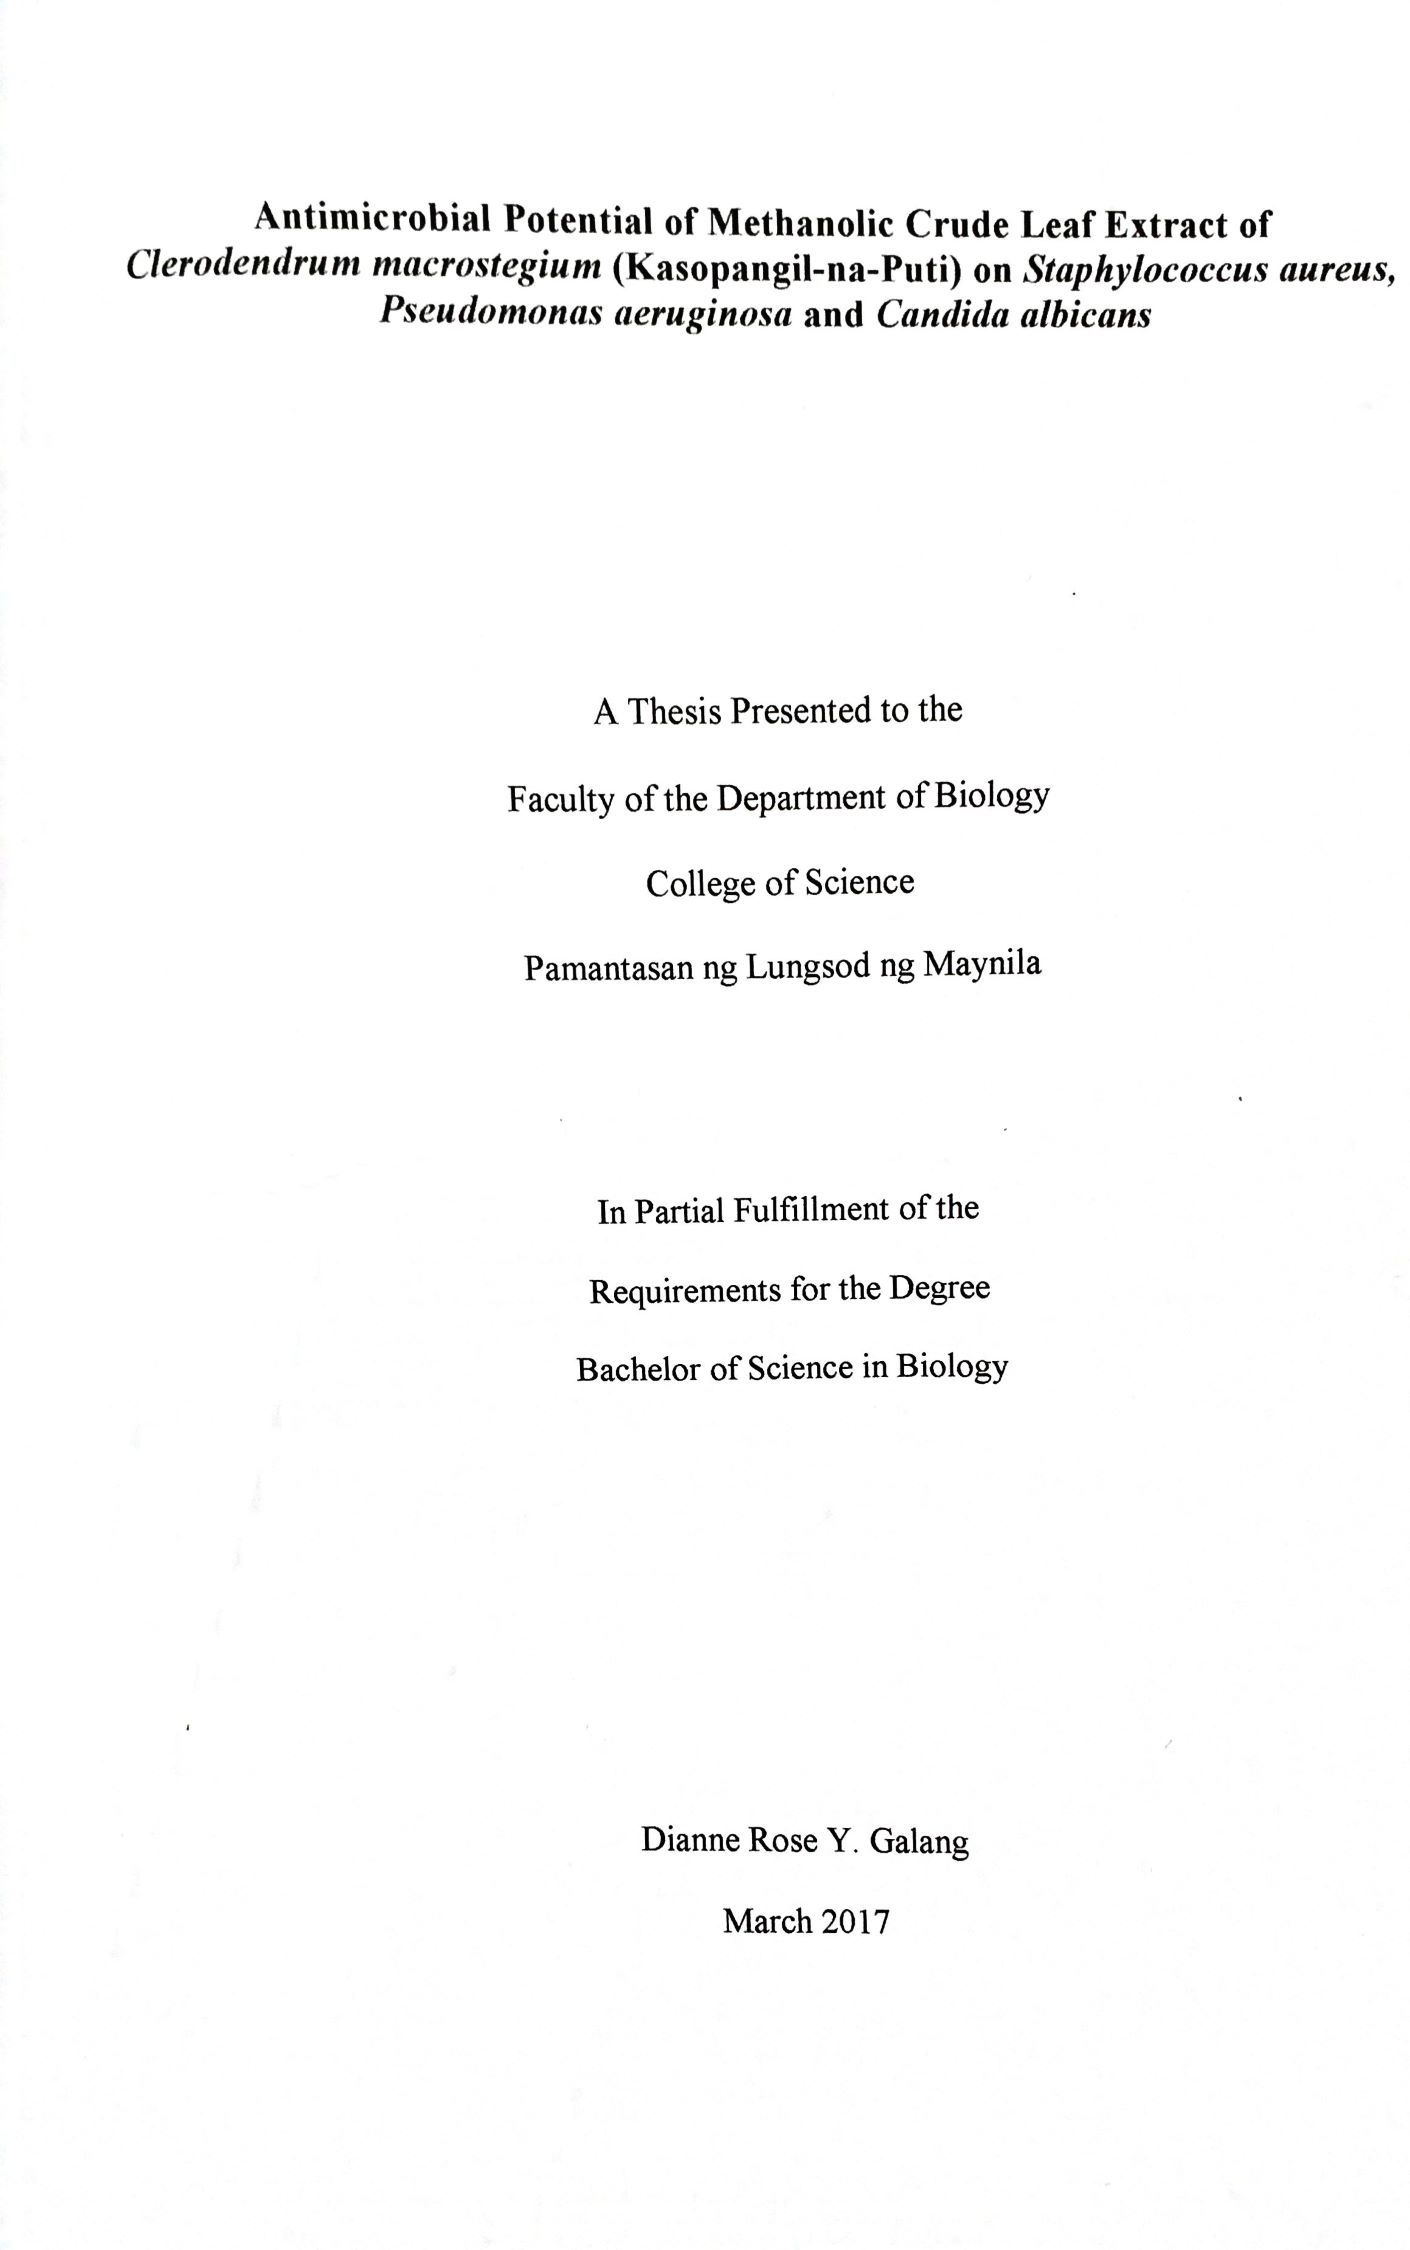 Antimicrobial Potential of Methanolic Crude Leaf Extract of
Clerodendrum macrostegium (Kasopangil-na-Puti) on Staphylococcus aureus,
Pseudomonas aeruginosa and Candida albicans
A Thesis Presented to the
Faculty of the Department of Biology
College of Science
Pamantasan ng Lungsod ng Maynila
In Partial Fulfillment of the
Requirements for the Degree
Bachelor of Science in Biology
Dianne Rose Y. Galang
March 2017